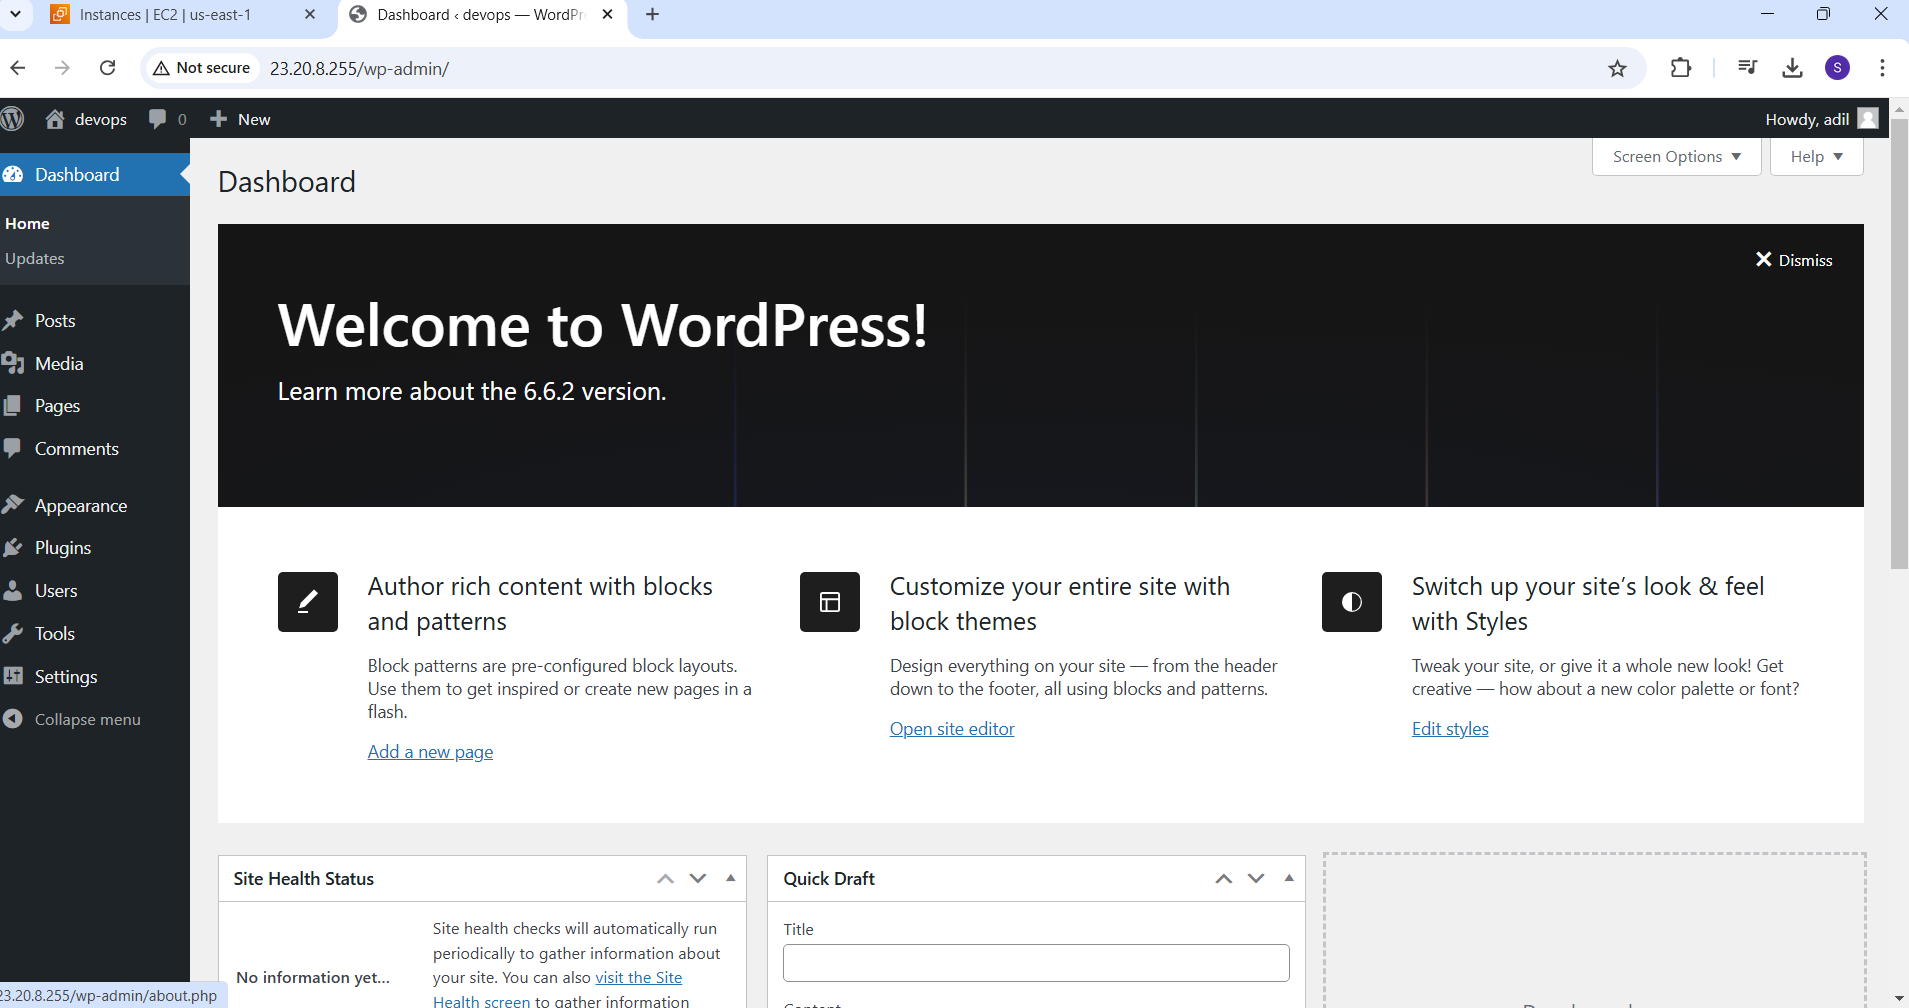 Instances | EC2 | us-east-1
Dashboard ‹ devops — WordPr
Not secure
23.20.8.255/wp-admin/
S
devops
0
New
Howdy, adil
Dashboard
Home
Updates
Posts
Media
Pages
Comments
Appearance
Plugins
Users
Tools
Settings
Collapse menu
Screen Options
Help
Dashboard
Dismiss
Welcome to WordPress!
Learn more about the 6.6.2 version.
Author rich content with blocks
and patterns
Block patterns are pre-configured block layouts.
Use them to get inspired or create new pages in a
flash.
Add a new page
Customize your entire site with
block themes
Design everything on your site — from the header
down to the footer, all using blocks and patterns.
Open site editor
Switch up your site’s look & feel
with Styles
Tweak your site, or give it a whole new look! Get
creative — how about a new color palette or font?
Edit styles
Site Health Status
No information yet...
Site health checks will automatically run
periodically to gather information about
your site. You can also visit the Site
Health screen to gather information
Quick Draft
Title
Content
23.20.8.255/wp-admin/about.php